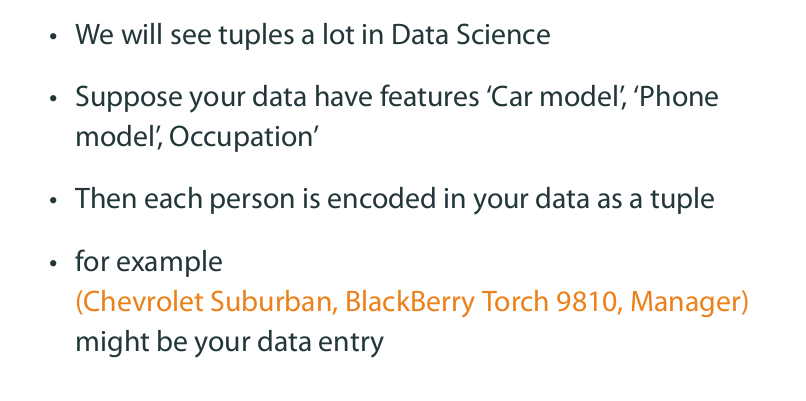 • We will see tuples a lot in Data Science
• Suppose your data have features ‘Car model’, ‘Phone
model’, Occupation’
• Then each person is encoded in your data as a tuple
• for example
(Chevrolet Suburban, BlackBerry Torch 9810, Manager)
might be your data entry